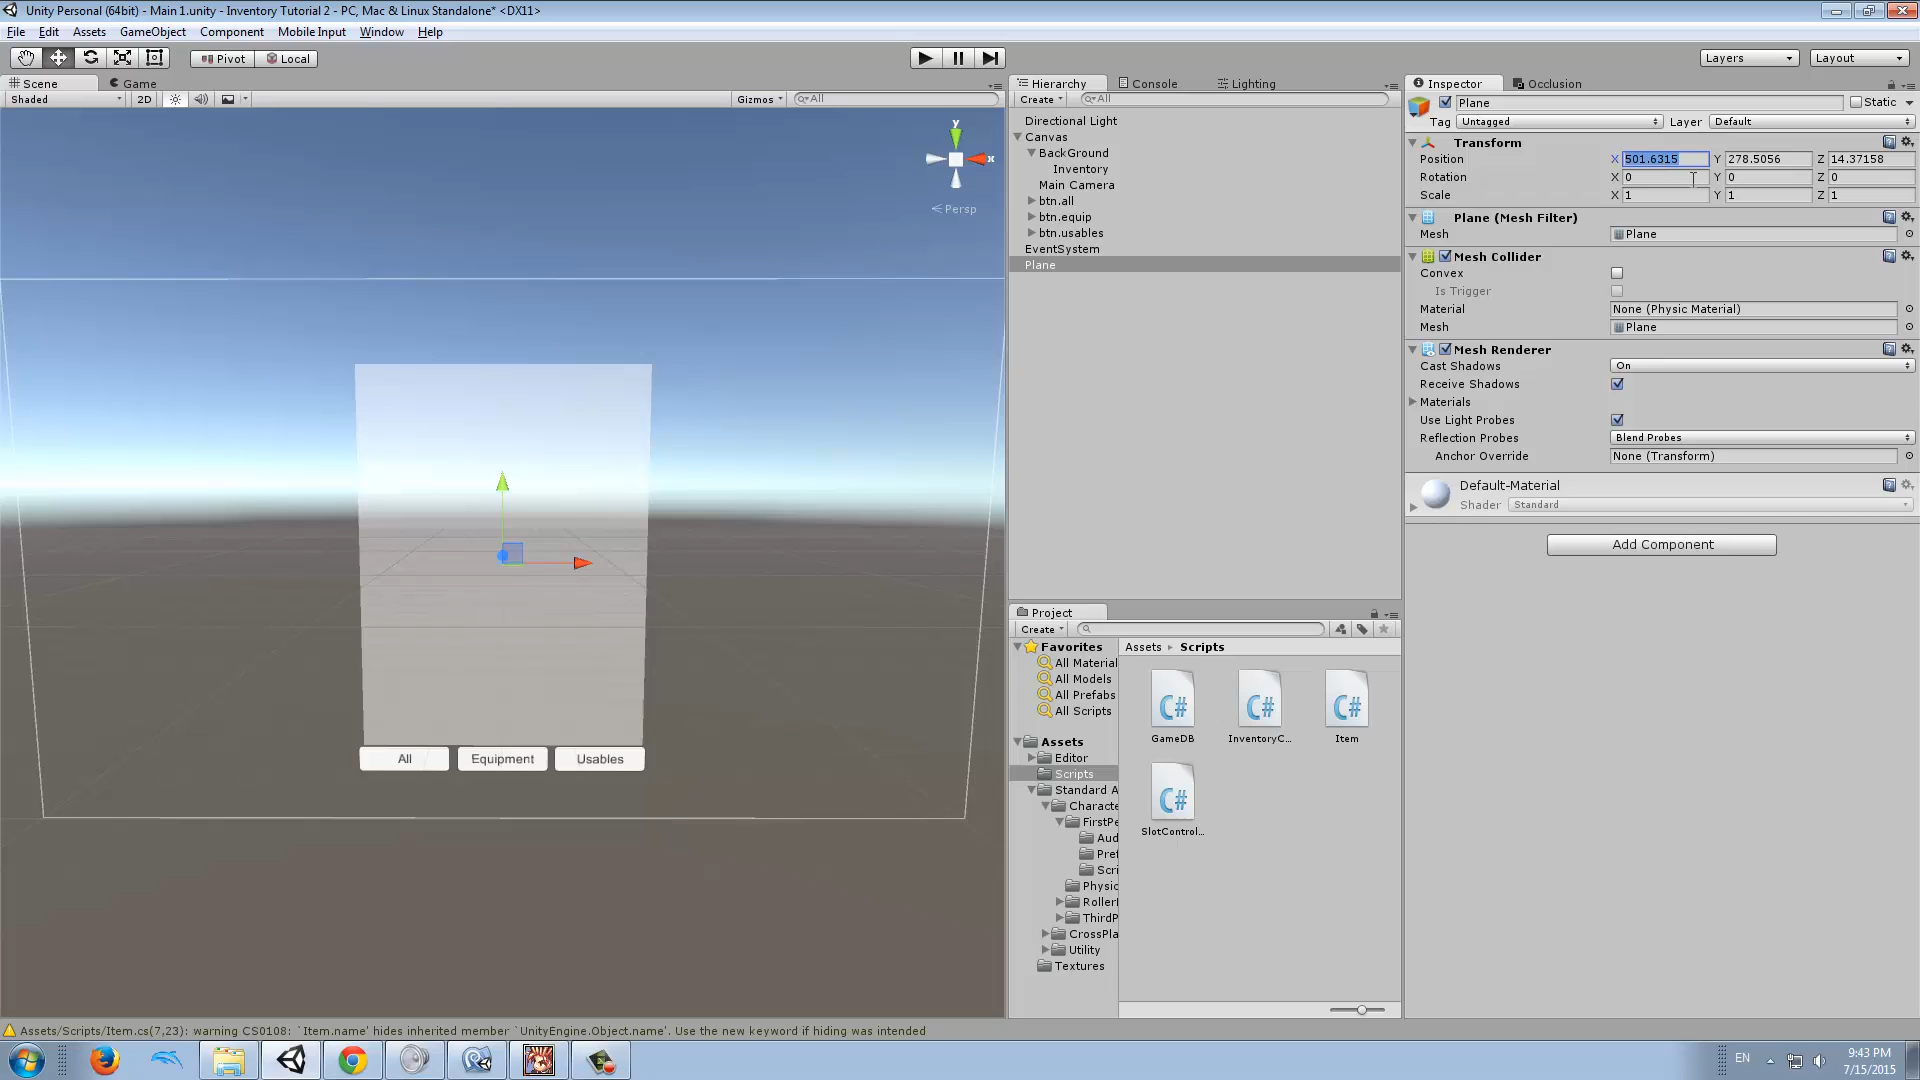 Unity Personal (64bit) - Main 1.unity - Inventory Tutorial 2 - PC, Mac & Linux Standalone* <DX11>
File Edit Assets GameObject Component Mobile Input Window Help
Pivot Local Layers Layout
Scene Game
Shaded 2D Gizmos All
y
x
Persp
All Equipment Usables
Hierarchy Console Lighting
Create All
Directional Light
Canvas
BackGround
Inventory
Main Camera
btn.all
btn.equip
btn.usables
EventSystem
Plane
Project
Create
Favorites
All Material
All Models
All Prefabs
All Scripts
Assets
Editor
Scripts
Standard A
Characte
FirstPe
Aud
Pref
Scri
Physic
RollerI
ThirdP
CrossPla
Utility
Textures
Assets Scripts
C# C# C#
GameDB InventoryC... Item
C#
SlotControl...
Inspector Occlusion
Plane Static
Tag Untagged Layer Default
Transform
Position X 501.6315 Y 278.5056 Z 14.37158
Rotation X 0 Y 0 Z 0
Scale X 1 Y 1 Z 1
Plane (Mesh Filter)
Mesh Plane
Mesh Collider
Convex
Is Trigger
Material None (Physic Material)
Mesh Plane
Mesh Renderer
Cast Shadows On
Receive Shadows
Materials
Use Light Probes
Reflection Probes Blend Probes
Anchor Override None (Transform)
Default-Material
Shader Standard
Add Component
Assets/Scripts/Item.cs(7,23): warning CS0108: `Item.name' hides inherited member `UnityEngine.Object.name'. Use the new keyword if hiding was intended
EN 9:43 PM
7/15/2015